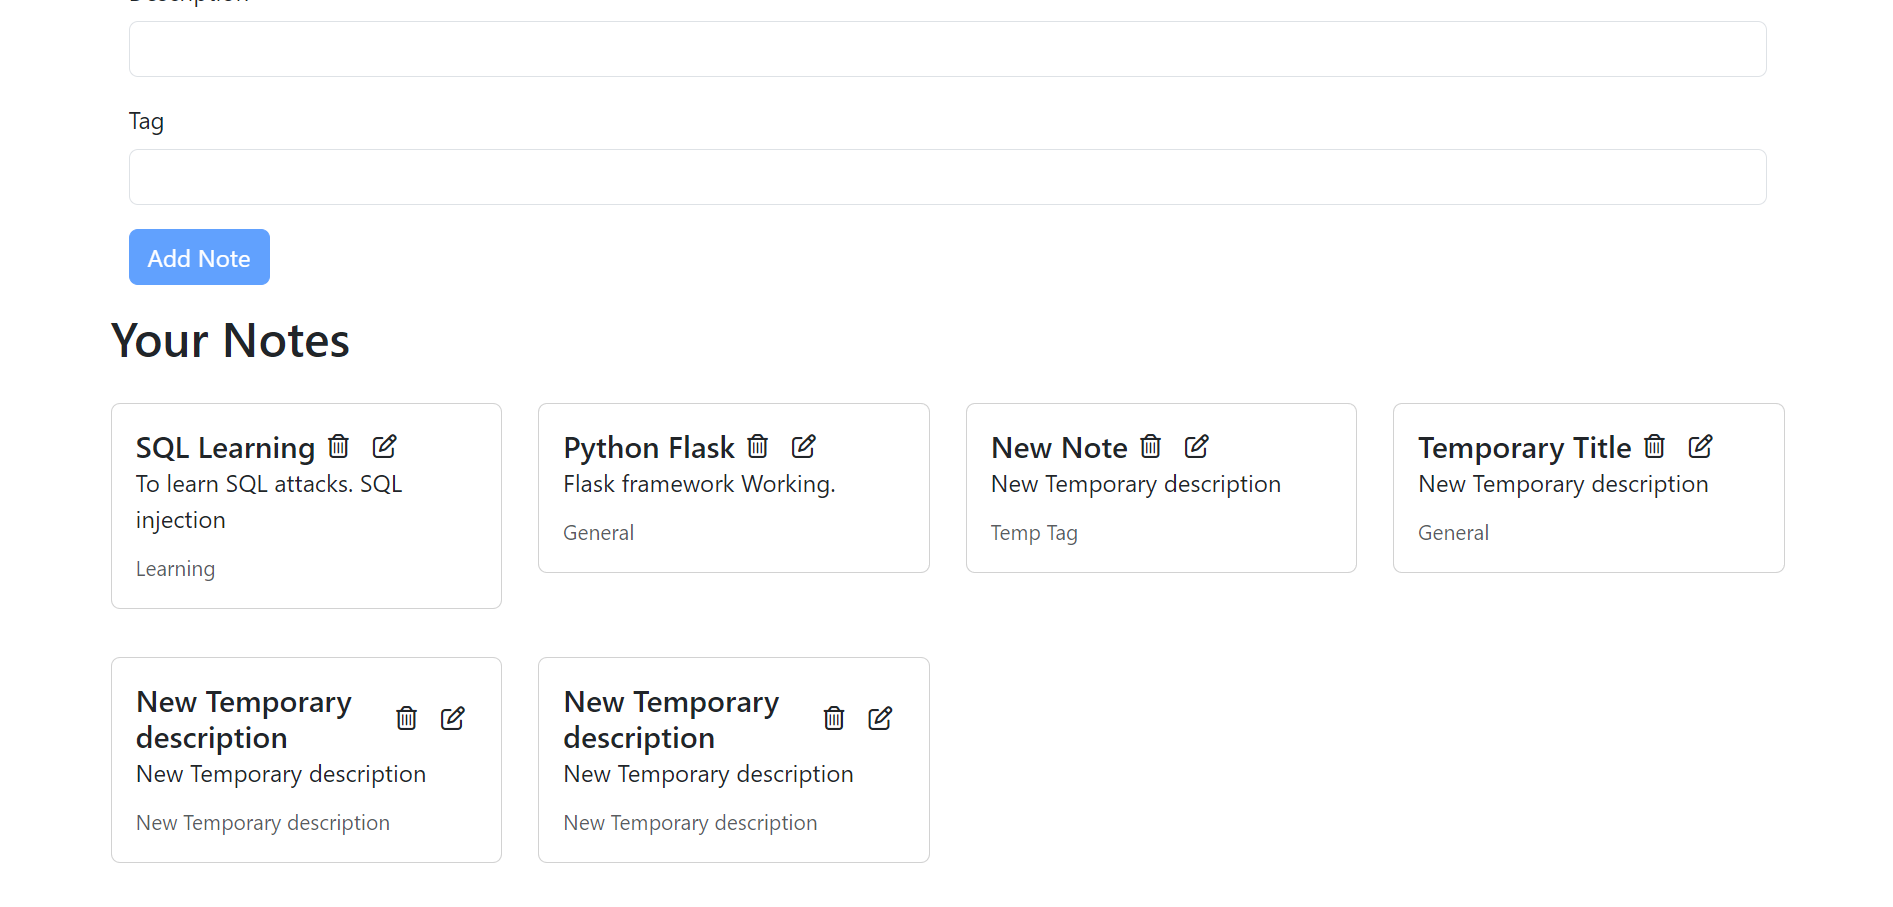 Description
Tag
Add Note
Your Notes
SQL Learning
To learn SQL attacks. SQL
injection
Learning
Python Flask
Flask framework Working.
General
New Note
New Temporary description
Temp Tag
Temporary Title
New Temporary description
General
New Temporary
description
New Temporary description
New Temporary description
New Temporary
description
New Temporary description
New Temporary description